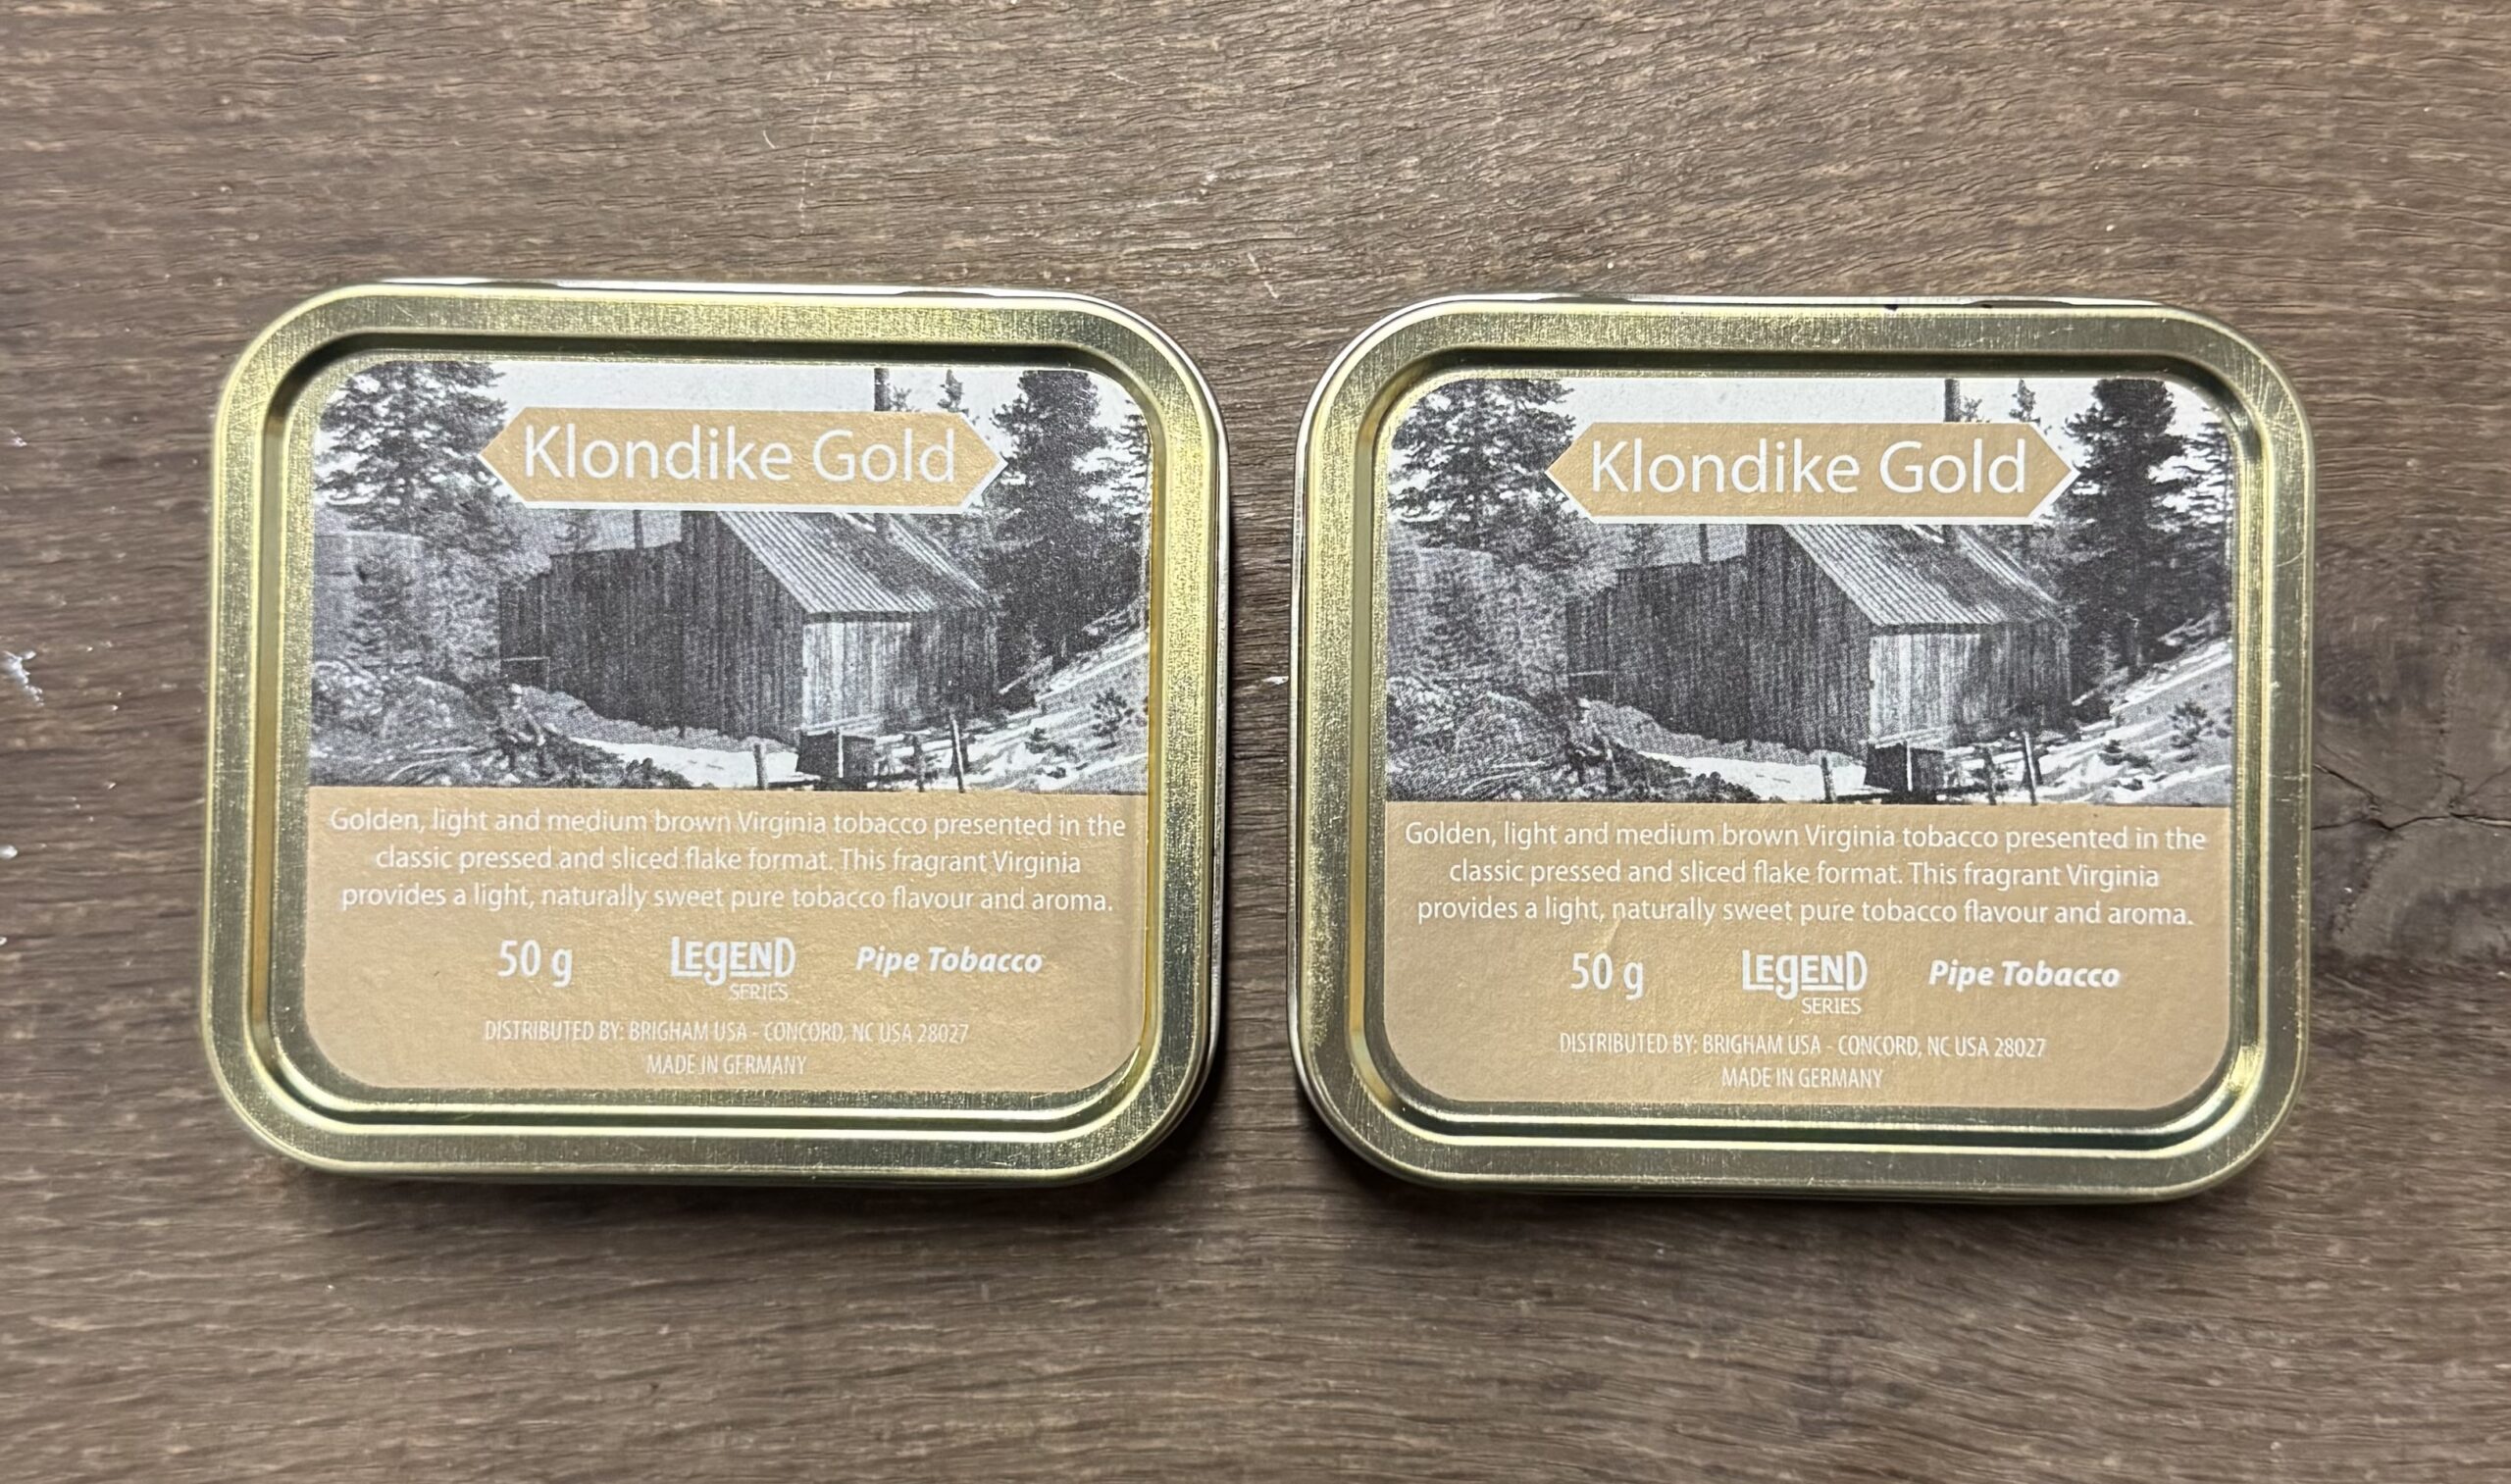 Klondike Gold
Golden, light and medium brown Virginia tobacco presented in the
classic pressed and sliced flake format. This fragrant Virginia
provides a light, naturally sweet pure tobacco flavour and aroma.
50 g LEgEND SERIES Pipe Tobacco
DISTRIBUTED BY: BRIGHAM USA - CONCORD, NC USA 28027
MADE IN GERMANY
Klondike Gold
Golden, light and medium brown Virginia tobacco presented in the
classic pressed and sliced flake format. This fragrant Virginia
provides a light, naturally sweet pure tobacco flavour and aroma.
50 g LEgEND SERIES Pipe Tobacco
DISTRIBUTED BY: BRIGHAM USA - CONCORD, NC USA 28027
MADE IN GERMANY